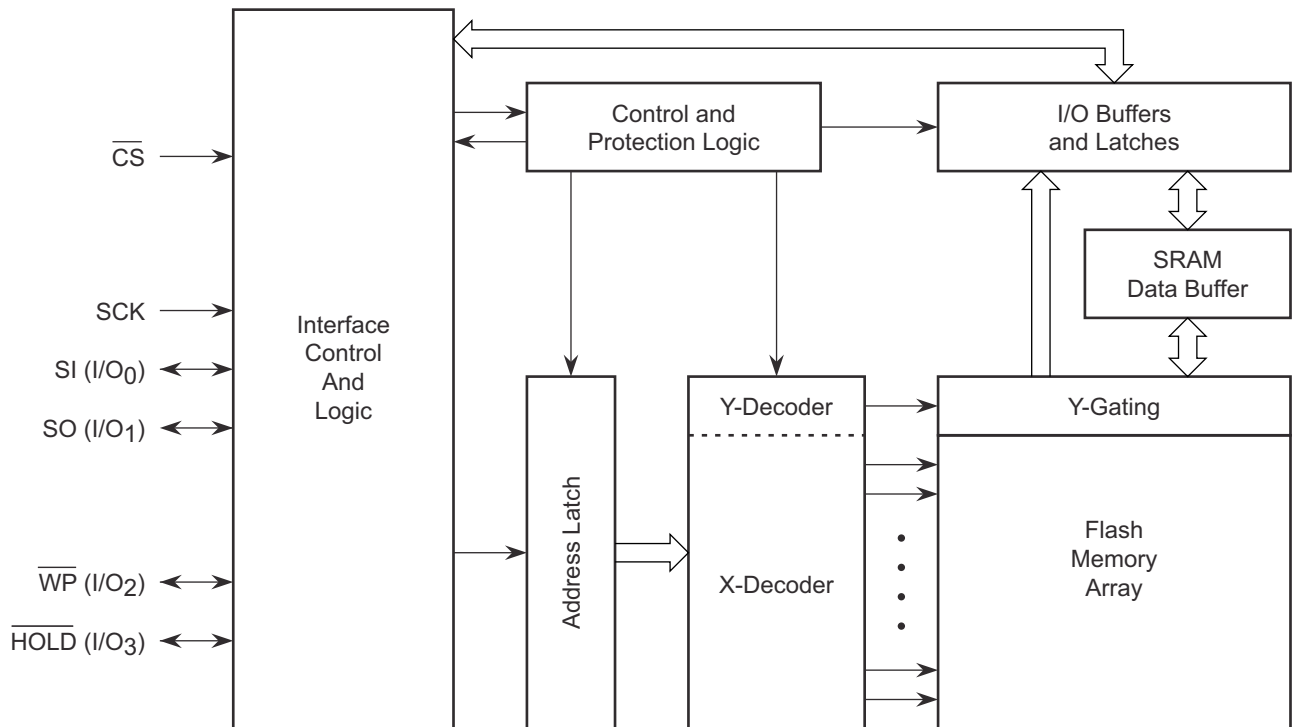 CS
SCK
SI (I/O0)
SO (I/O1)
WP (I/O2)
HOLD (I/O3)
Interface
Control
And
Logic
Control and
Protection Logic
I/O Buffers
and Latches
SRAM
Data Buffer
Address Latch
Y-Decoder
X-Decoder
Y-Gating
Flash
Memory
Array